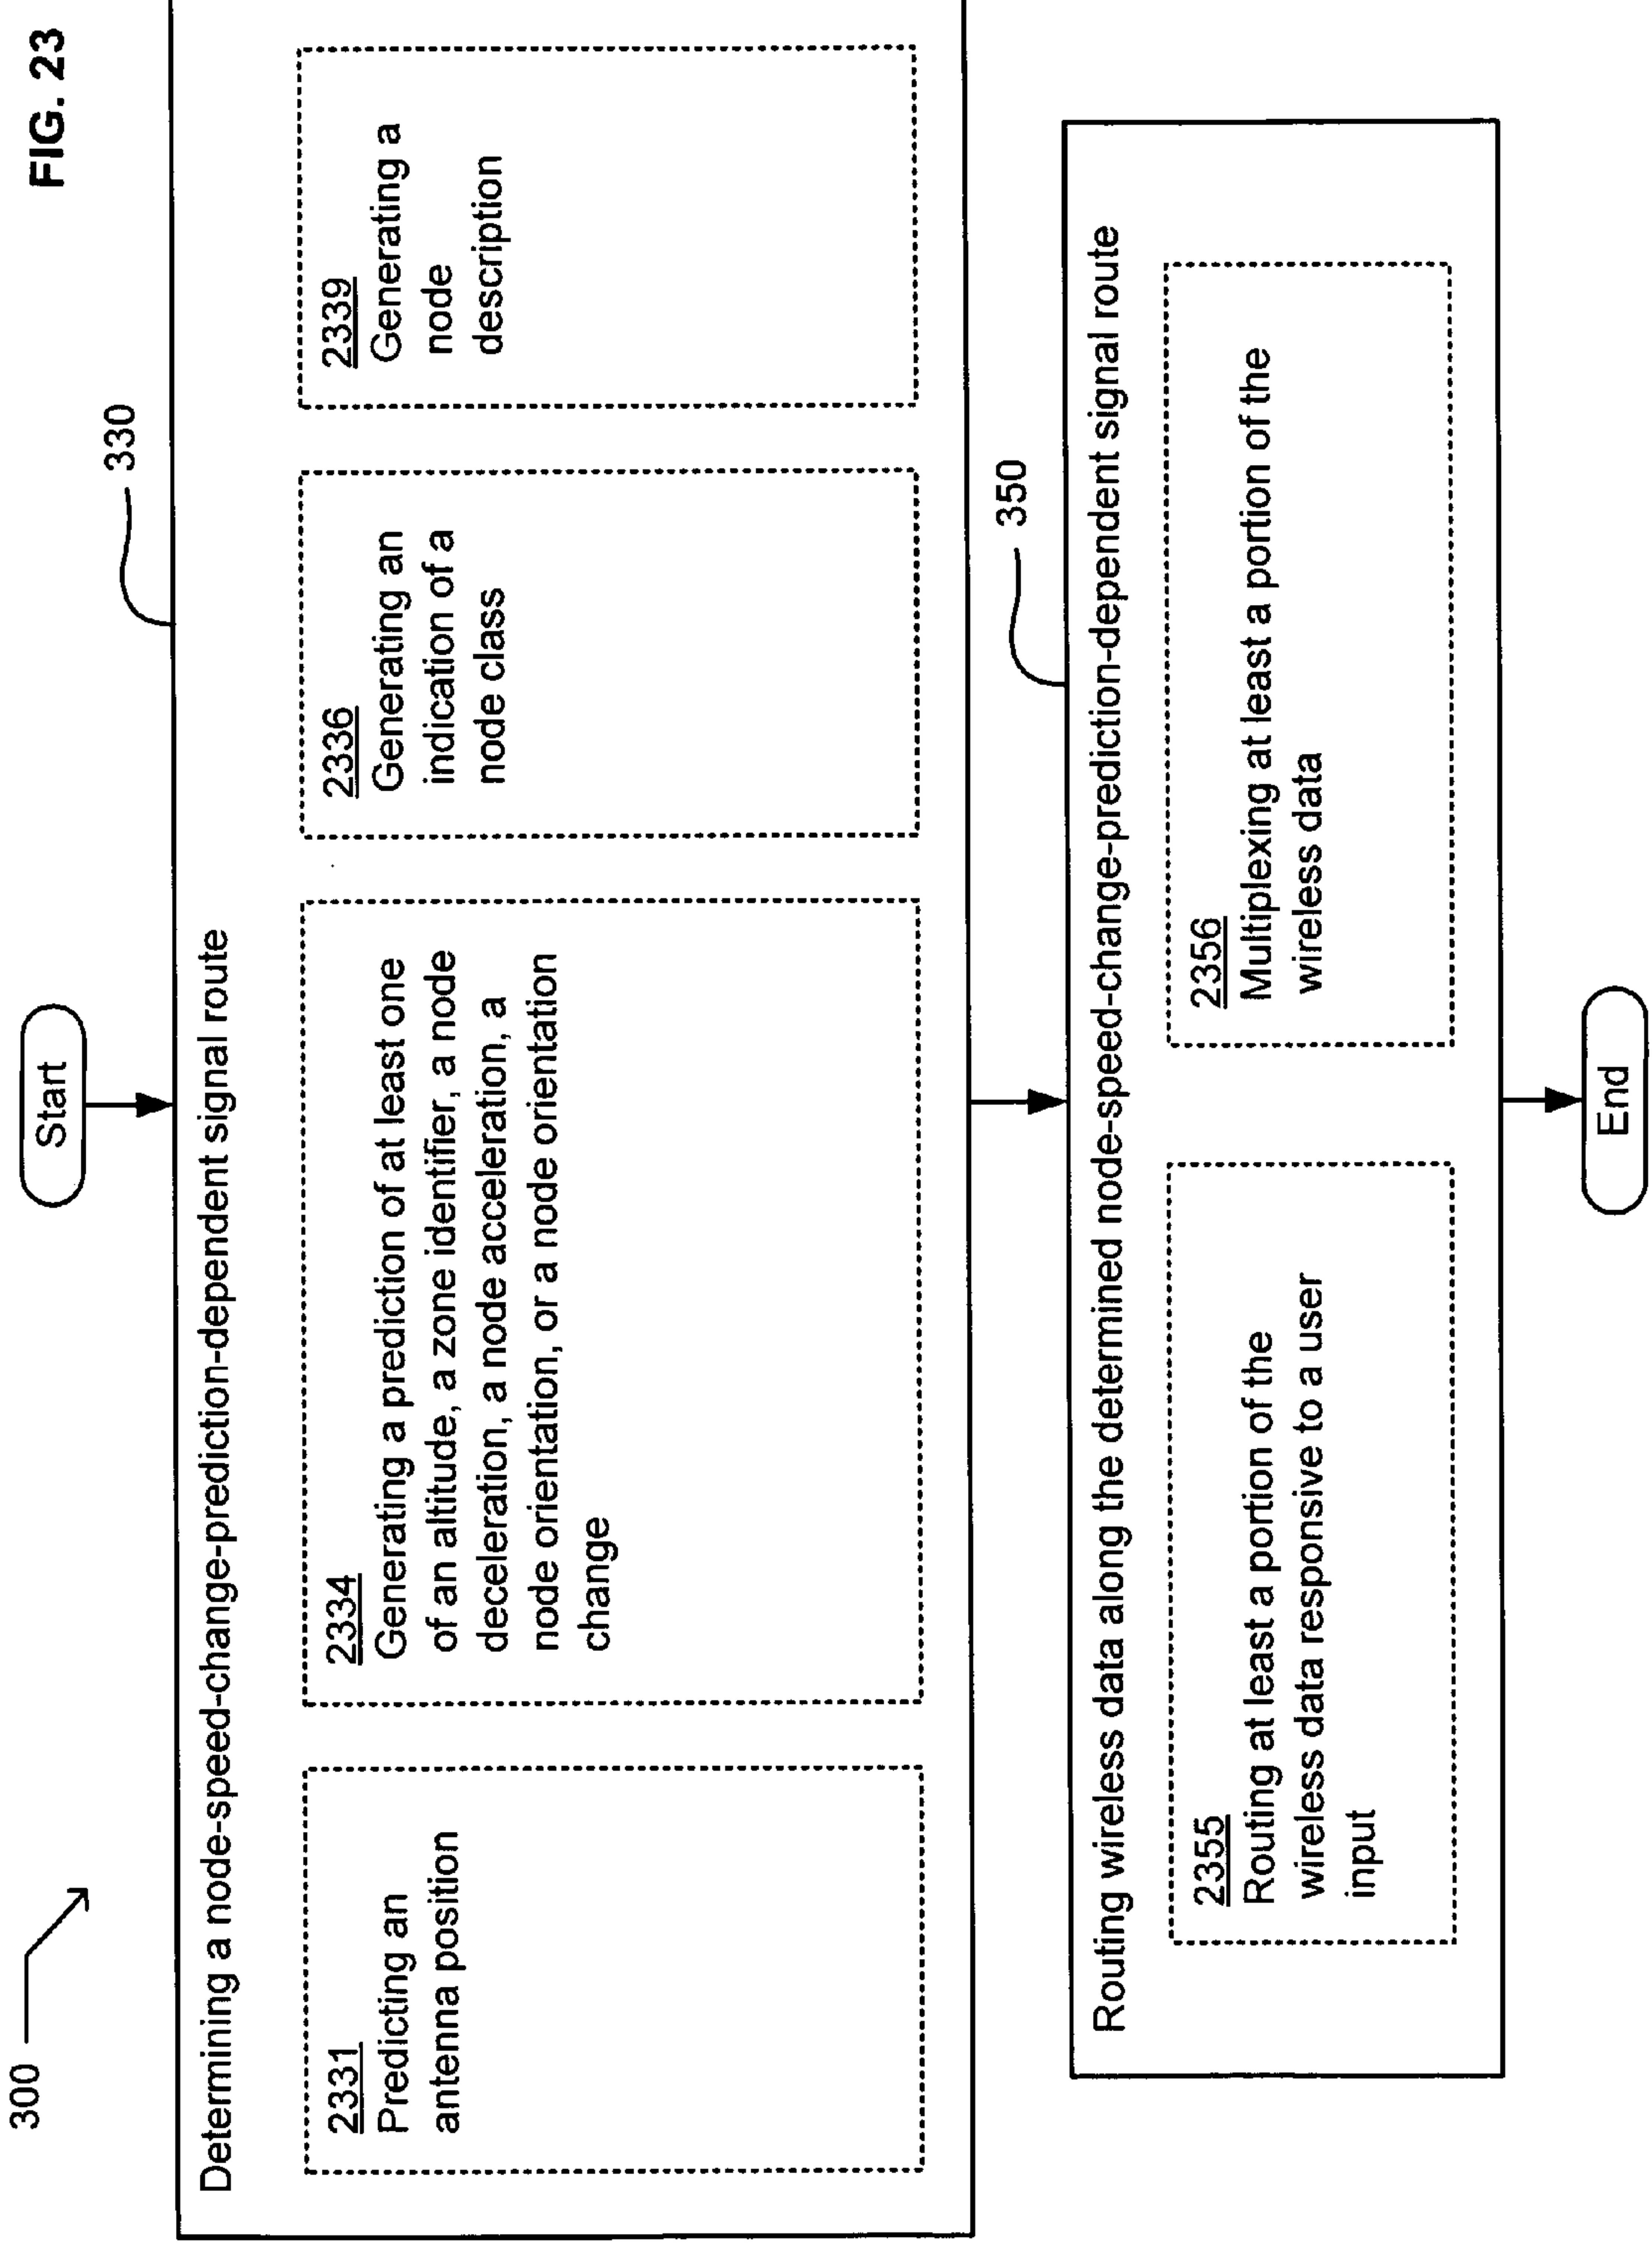 300
FIG. 23
Start
330
Determining a node-speed-change-prediction-dependent signal route
2331
Predicting an
antenna position
2334
Generating a prediction of at least one
of an altitude, a zone identifier, a node
deceleration, a node acceleration, a
node orientation, or a node orientation
change
2336
Generating an
indication of a
node class
2339
Generating a
node
description
350
Routing wireless data along the determined node-speed-change-prediction-dependent signal route
2355
Routing at least a portion of the
wireless data responsive to a user
input
2356
Multiplexing at least a portion of the
wireless data
End